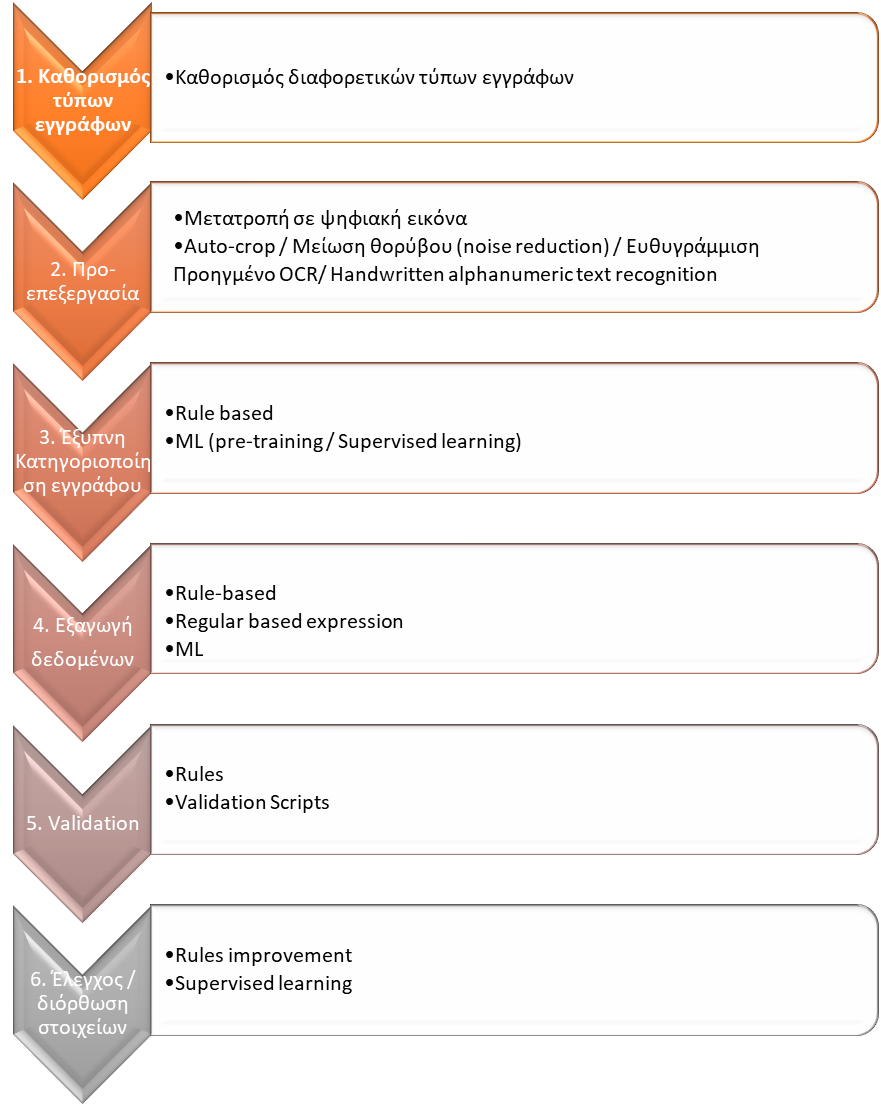 1. Καθορισμός
τύπων
εγγράφων
•Καθορισμός διαφορετικών τύπων εγγράφων
2. Προ-
επεξεργασία
•Μετατροπή σε ψηφιακή εικόνα
•Auto-crop / Μείωση θορύβου (noise reduction) / Ευθυγράμμιση
Προηγμένο OCR/ Handwritten alphanumeric text recognition
3. Έξυπνη
Κατηγοριοποίη
ση εγγράφου
•Rule based
•ML (pre-training / Supervised learning)
4. Εξαγωγή
δεδομένων
•Rule-based
•Regular based expression
•ML
5. Validation
•Rules
•Validation Scripts
6. Έλεγχος /
διόρθωση
στοιχείων
•Rules improvement
•Supervised learning